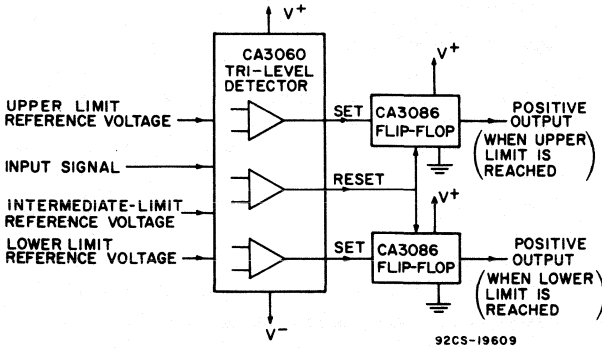 V+
CA3060
TRI-LEVEL
DETECTOR
UPPER LIMIT
REFERENCE VOLTAGE
INPUT SIGNAL
INTERMEDIATE-LIMIT
REFERENCE VOLTAGE
LOWER LIMIT
REFERENCE VOLTAGE
V-
SET
RESET
SET
V+
CA3086
FLIP-FLOP
POSITIVE
OUTPUT
(WHEN UPPER
LIMIT IS
REACHED)
V+
CA3086
FLIP-FLOP
POSITIVE
OUTPUT
(WHEN LOWER
LIMIT IS
REACHED)
92CS-19609